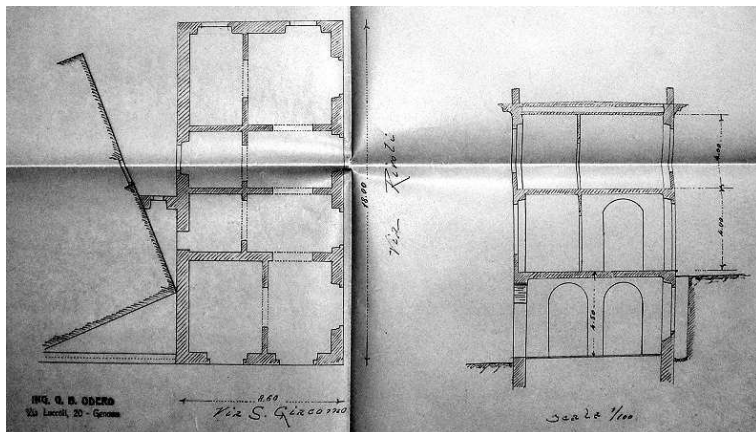 18.00
Via Rivoli
8.60
Via S. Giacomo
ING. G. B. ODERO
Via Luccoli, 20 - Genova
4.00
4.00
4.50
Scala 1/100